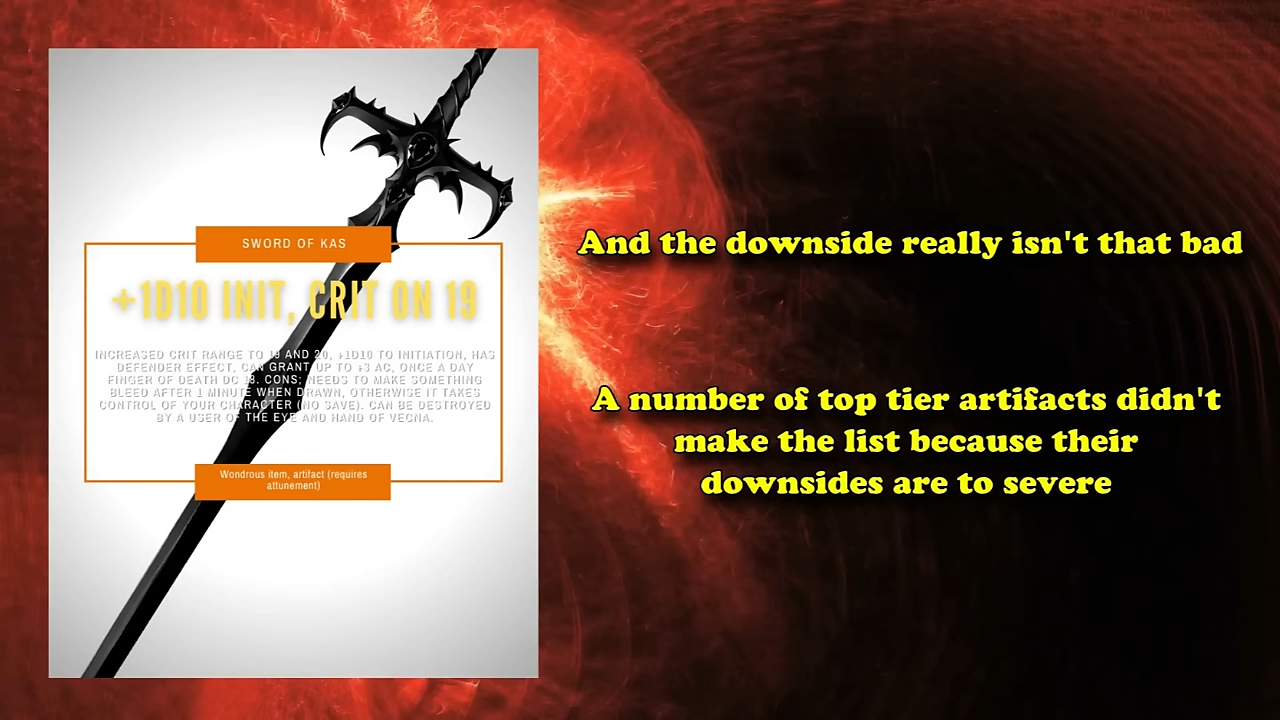 SWORD OF KAS
+1D10 INIT, CRIT ON 19
INCREASED CRIT RANGE TO 19 AND 20, +1D10 TO INITIATION, HAS
DEFENDER EFFECT, CAN GRANT UP TO +3 AC, ONCE A DAY
FINGER OF DEATH DC 18. CONS; NEEDS TO MAKE SOMETHING
BLEED AFTER 1 MINUTE WHEN DRAWN, OTHERWISE IT TAKES
CONTROL OF YOUR CHARACTER (NO SAVE). CAN BE DESTROYED
BY A USER OF THE EYE AND HAND OF VECNA.
Wondrous item, artifact (requires
attunement)
And the downside really isn't that bad
A number of top tier artifacts didn't
make the list because their
downsides are to severe